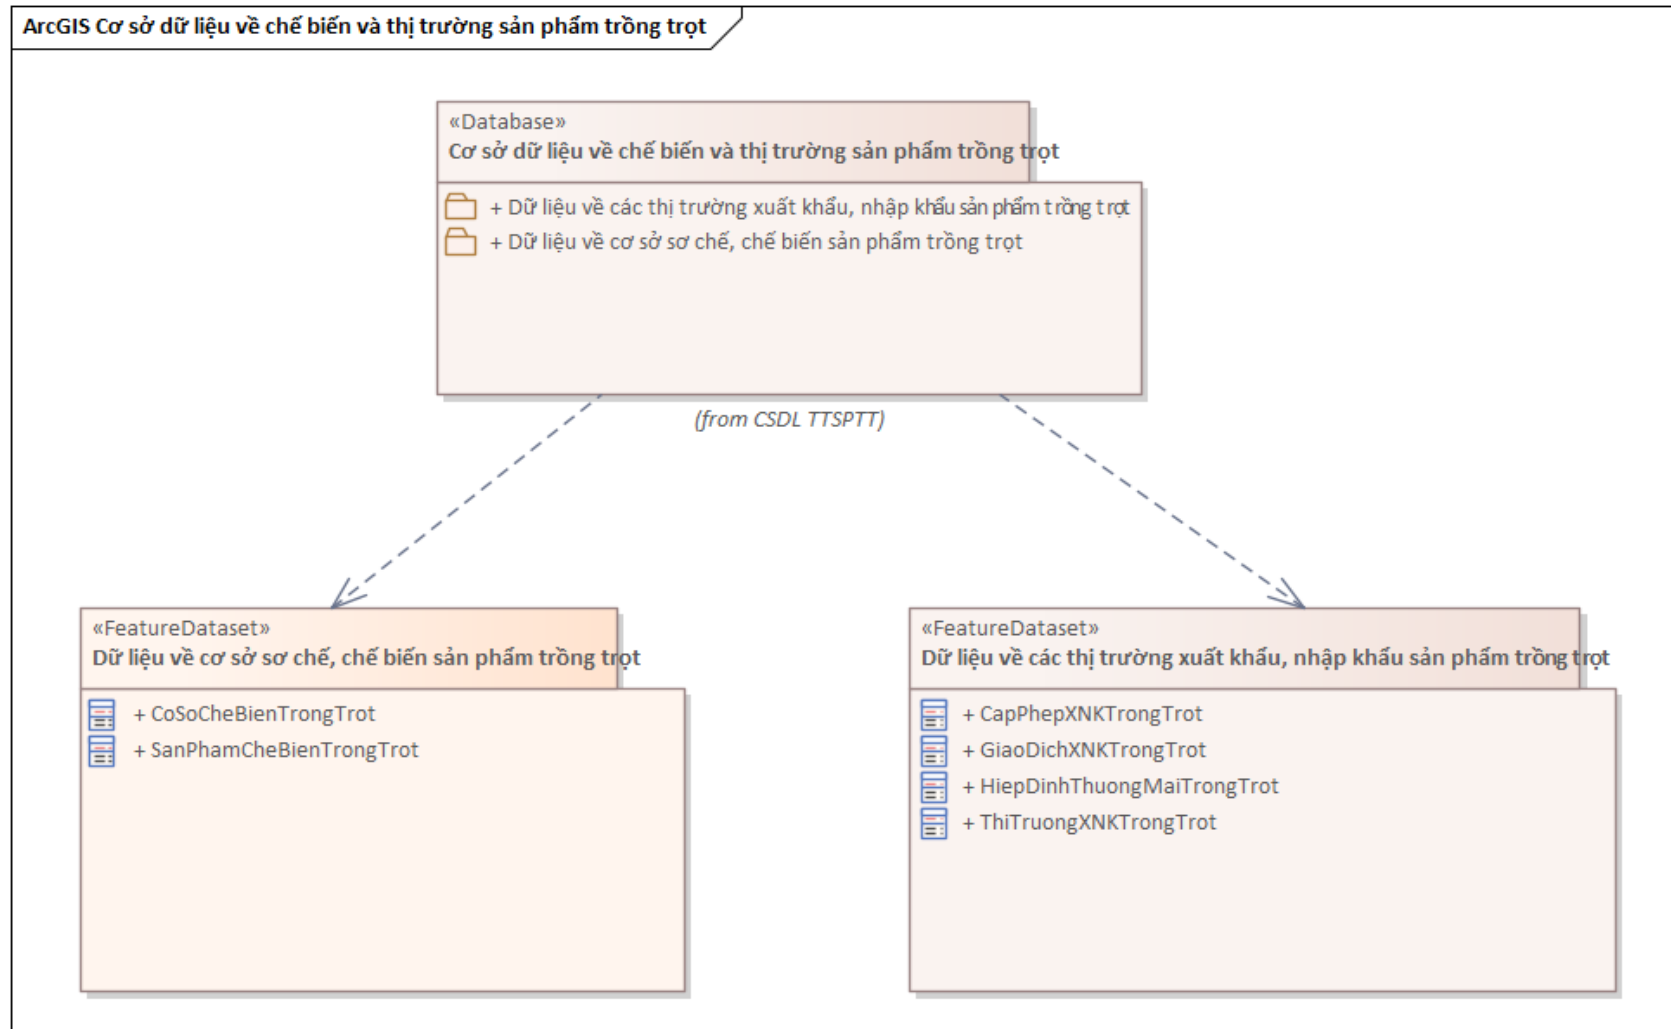 ArcGIS Cơ sở dữ liệu về chế biến và thị trường sản phẩm trồng trọt
«Database»
Cơ sở dữ liệu về chế biến và thị trường sản phẩm trồng trọt
+ Dữ liệu về các thị trường xuất khẩu, nhập khẩu sản phẩm trồng trọt
+ Dữ liệu về cơ sở sơ chế, chế biến sản phẩm trồng trọt
(from CSDL TTSPTT)
«FeatureDataset»
Dữ liệu về cơ sở sơ chế, chế biến sản phẩm trồng trọt
+ CoSoCheBienTrongTrot
+ SanPhamCheBienTrongTrot
«FeatureDataset»
Dữ liệu về các thị trường xuất khẩu, nhập khẩu sản phẩm trồng trọt
+ CapPhepXNKTrongTrot
+ GiaoDichXNKTrongTrot
+ HiepDinhThuongMaiTrongTrot
+ ThiTruongXNKTrongTrot